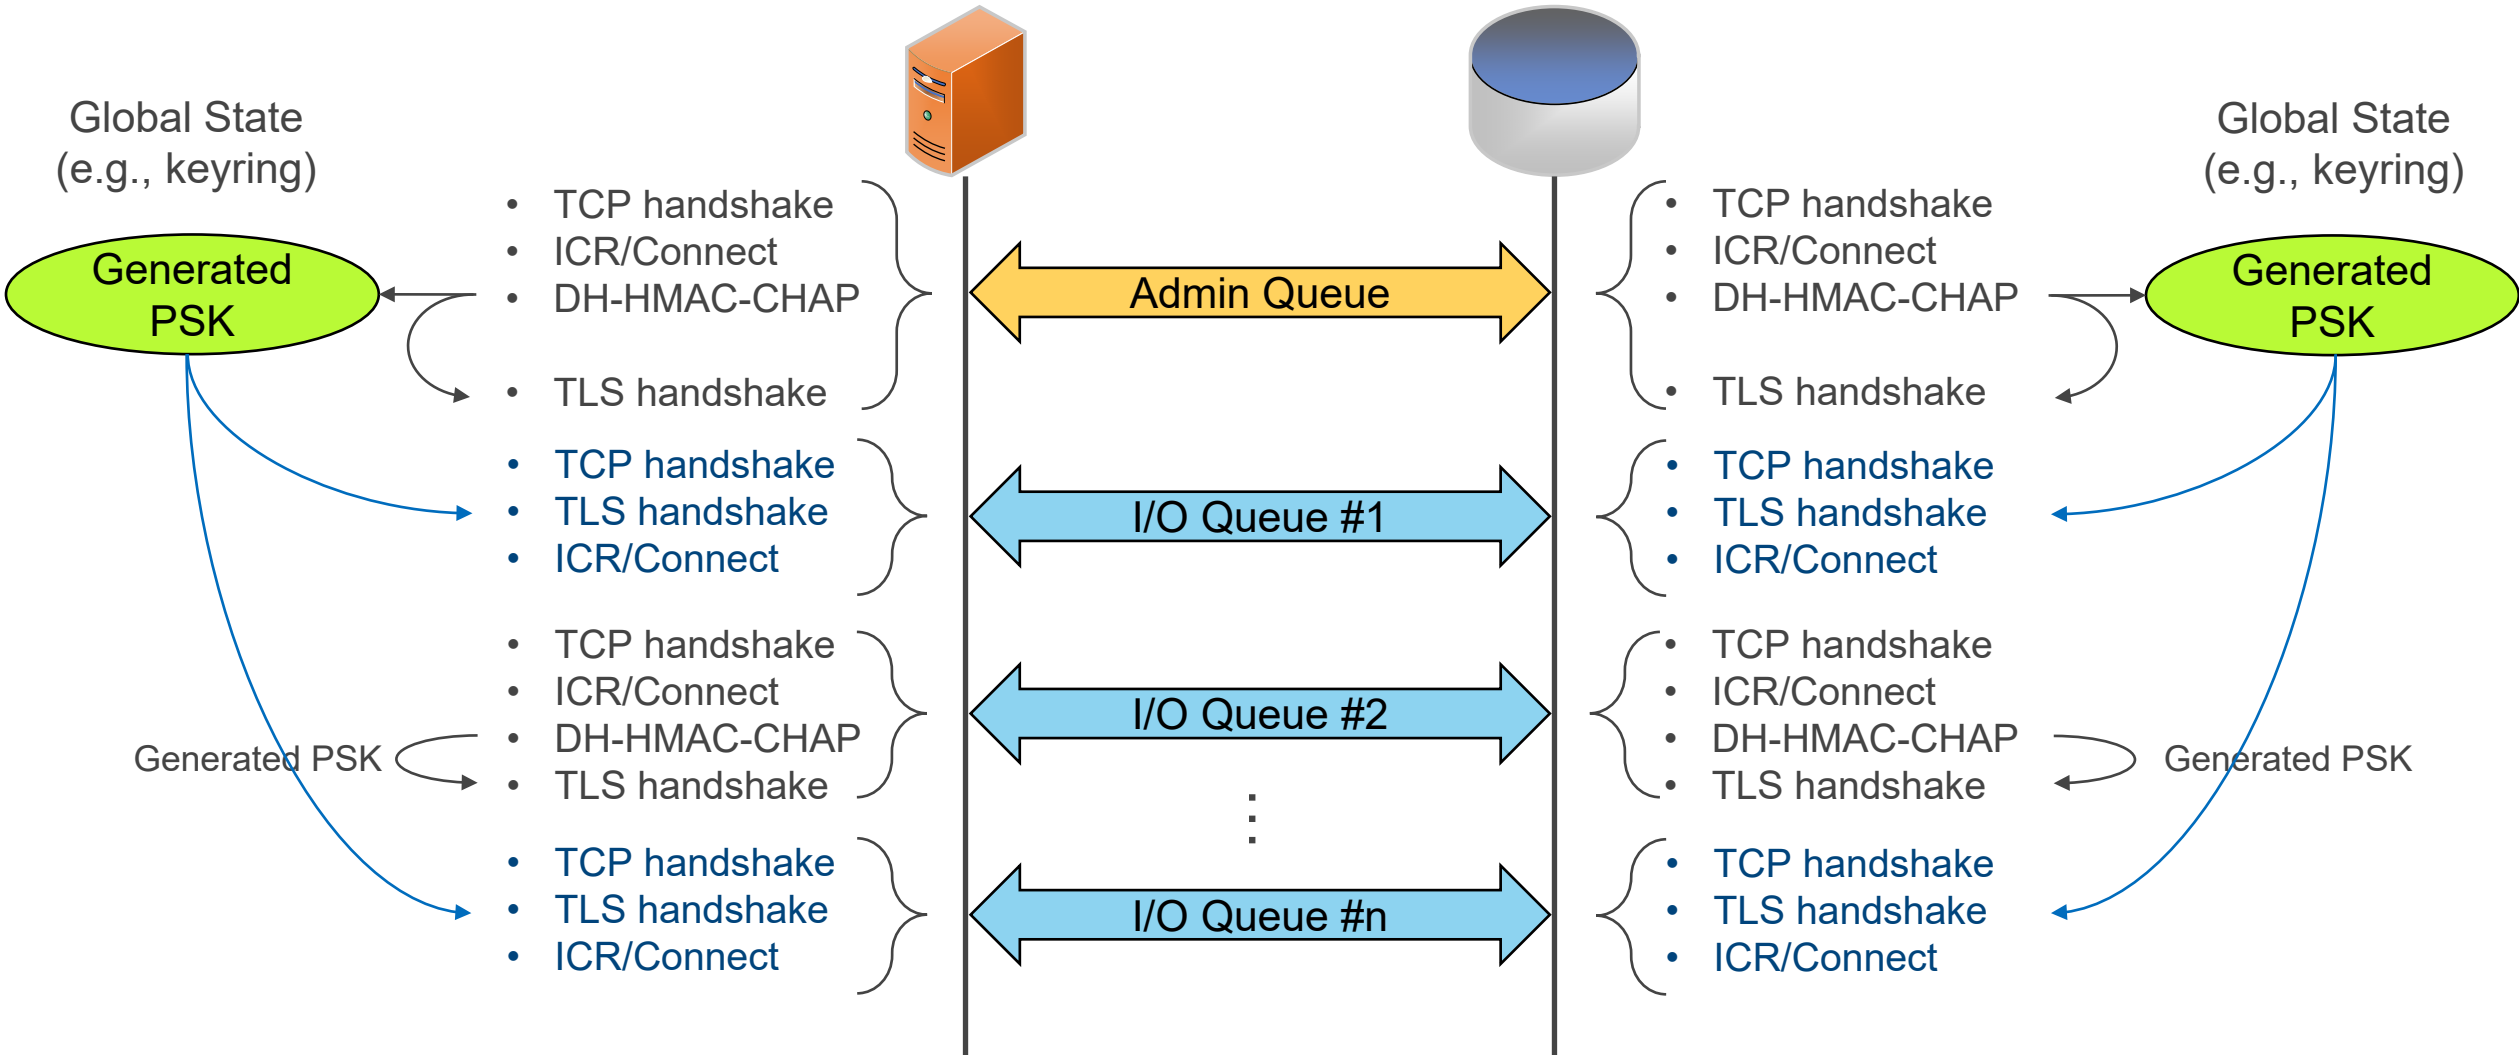 Global State
(e.g., keyring)
Generated
PSK
• TCP handshake
• ICR/Connect
• DH-HMAC-CHAP
• TLS handshake
• TCP handshake
• TLS handshake
• ICR/Connect
• TCP handshake
• ICR/Connect
• DH-HMAC-CHAP
• TLS handshake
Generated PSK
• TCP handshake
• TLS handshake
• ICR/Connect
Admin Queue
I/O Queue #1
I/O Queue #2
⋮
I/O Queue #n
• TCP handshake
• ICR/Connect
• DH-HMAC-CHAP
• TLS handshake
• TCP handshake
• TLS handshake
• ICR/Connect
• TCP handshake
• ICR/Connect
• DH-HMAC-CHAP
• TLS handshake
• TCP handshake
• TLS handshake
• ICR/Connect
Global State
(e.g., keyring)
Generated
PSK
Generated PSK